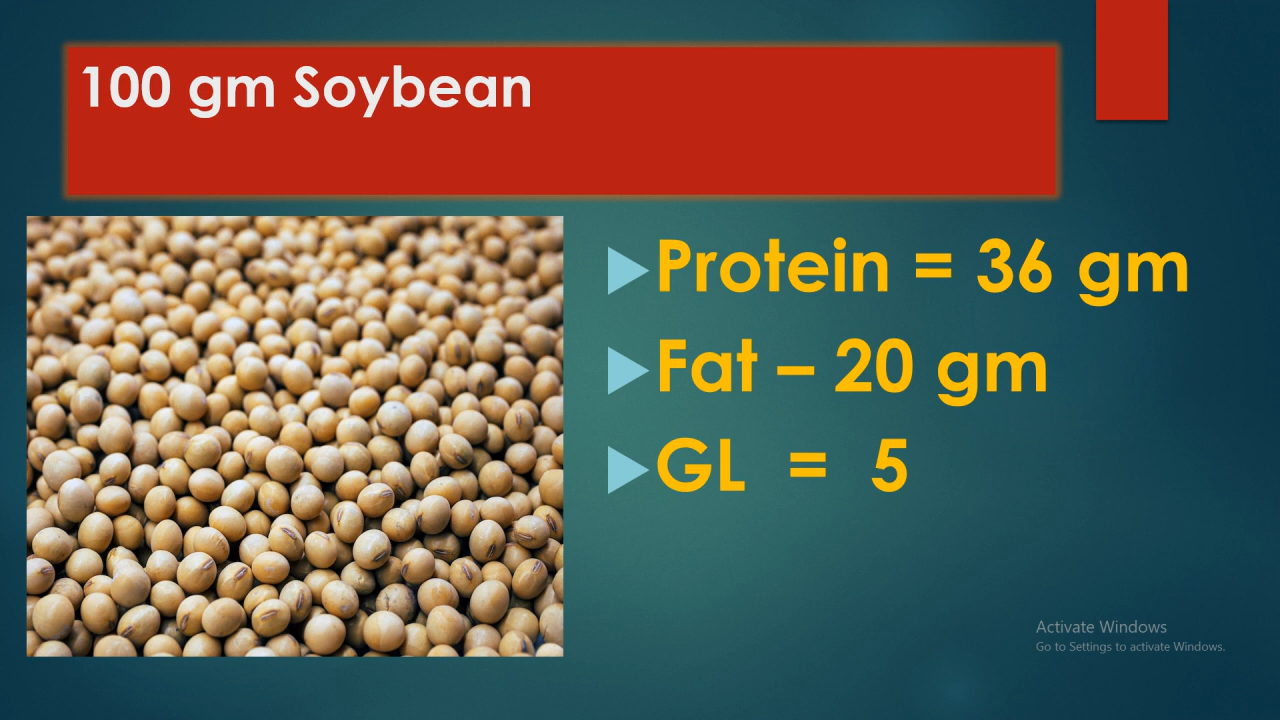 100 gm Soybean
Protein = 36 gm
Fat – 20 gm
GL = 5
Activate Windows
Go to Settings to activate Windows.